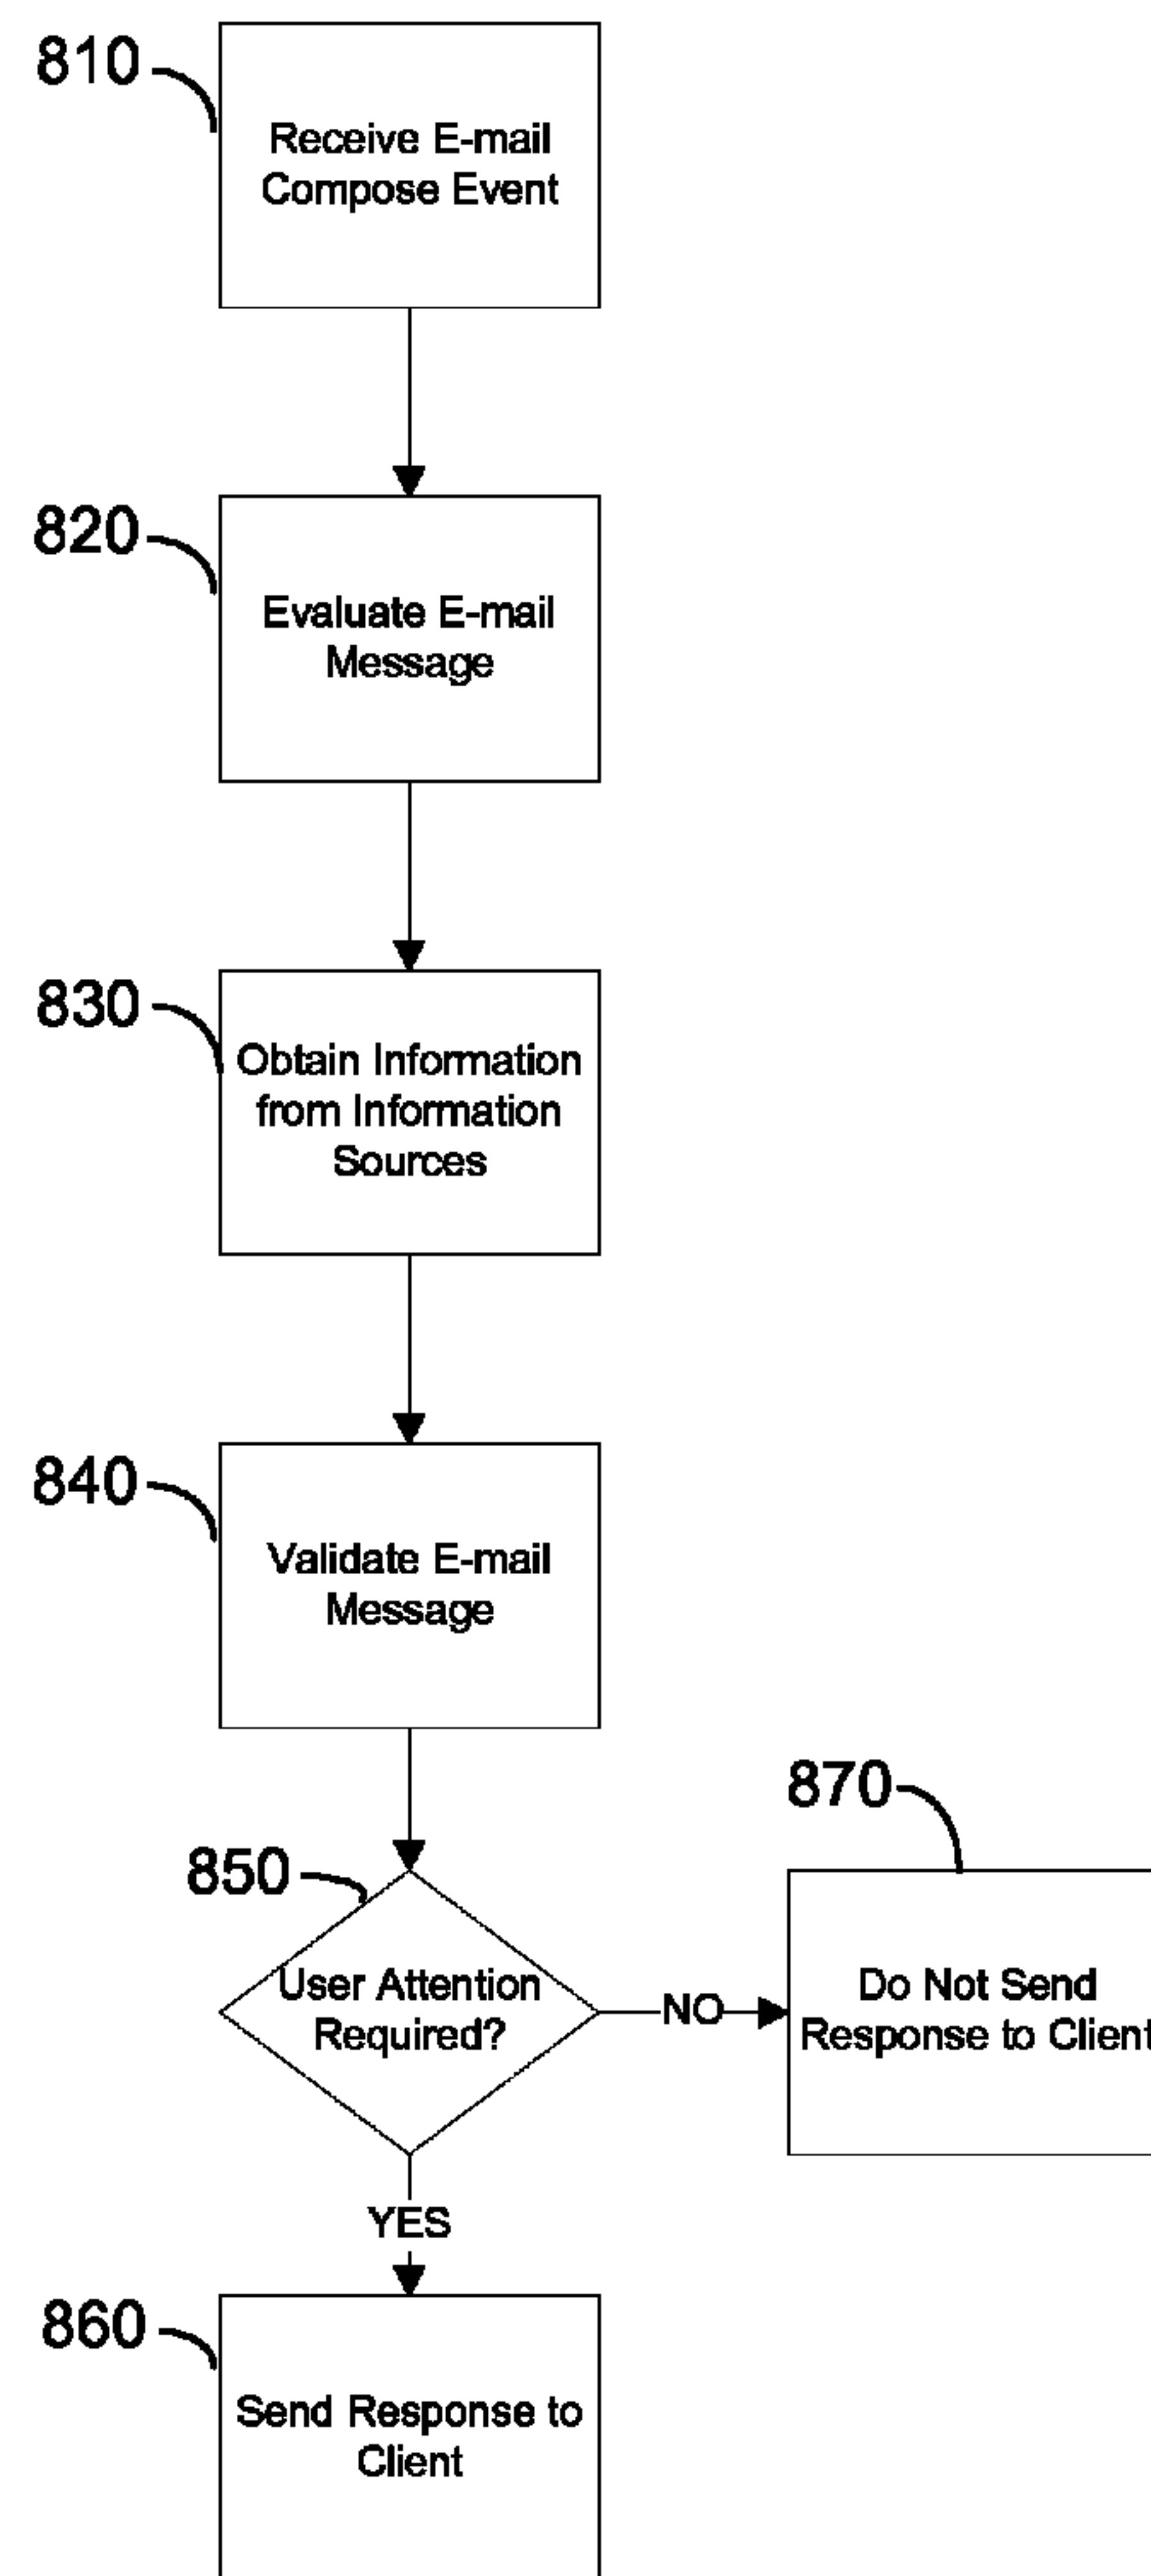 810
Receive E-mail
Compose Event
820
Evaluate E-mail
Message
830
Obtain Information
from Information
Sources
840
Validate E-mail
Message
850
User Attention
Required?
NO
870
Do Not Send
Response to Client
YES
860
Send Response to
Client